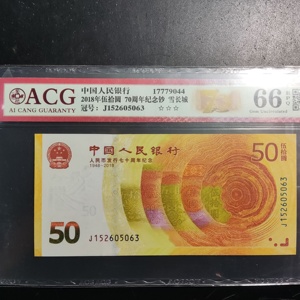 ACG
AI CANG GUARANTY
中国人民银行 17779044
2018年伍拾圆 70周年纪念钞 雪长城
冠号: J152605063 ☆☆☆
66
EPQ
中国人民银行
人民币发行七十周年纪念
1948-2018
50
伍拾圆
50
J152605063
J152605063